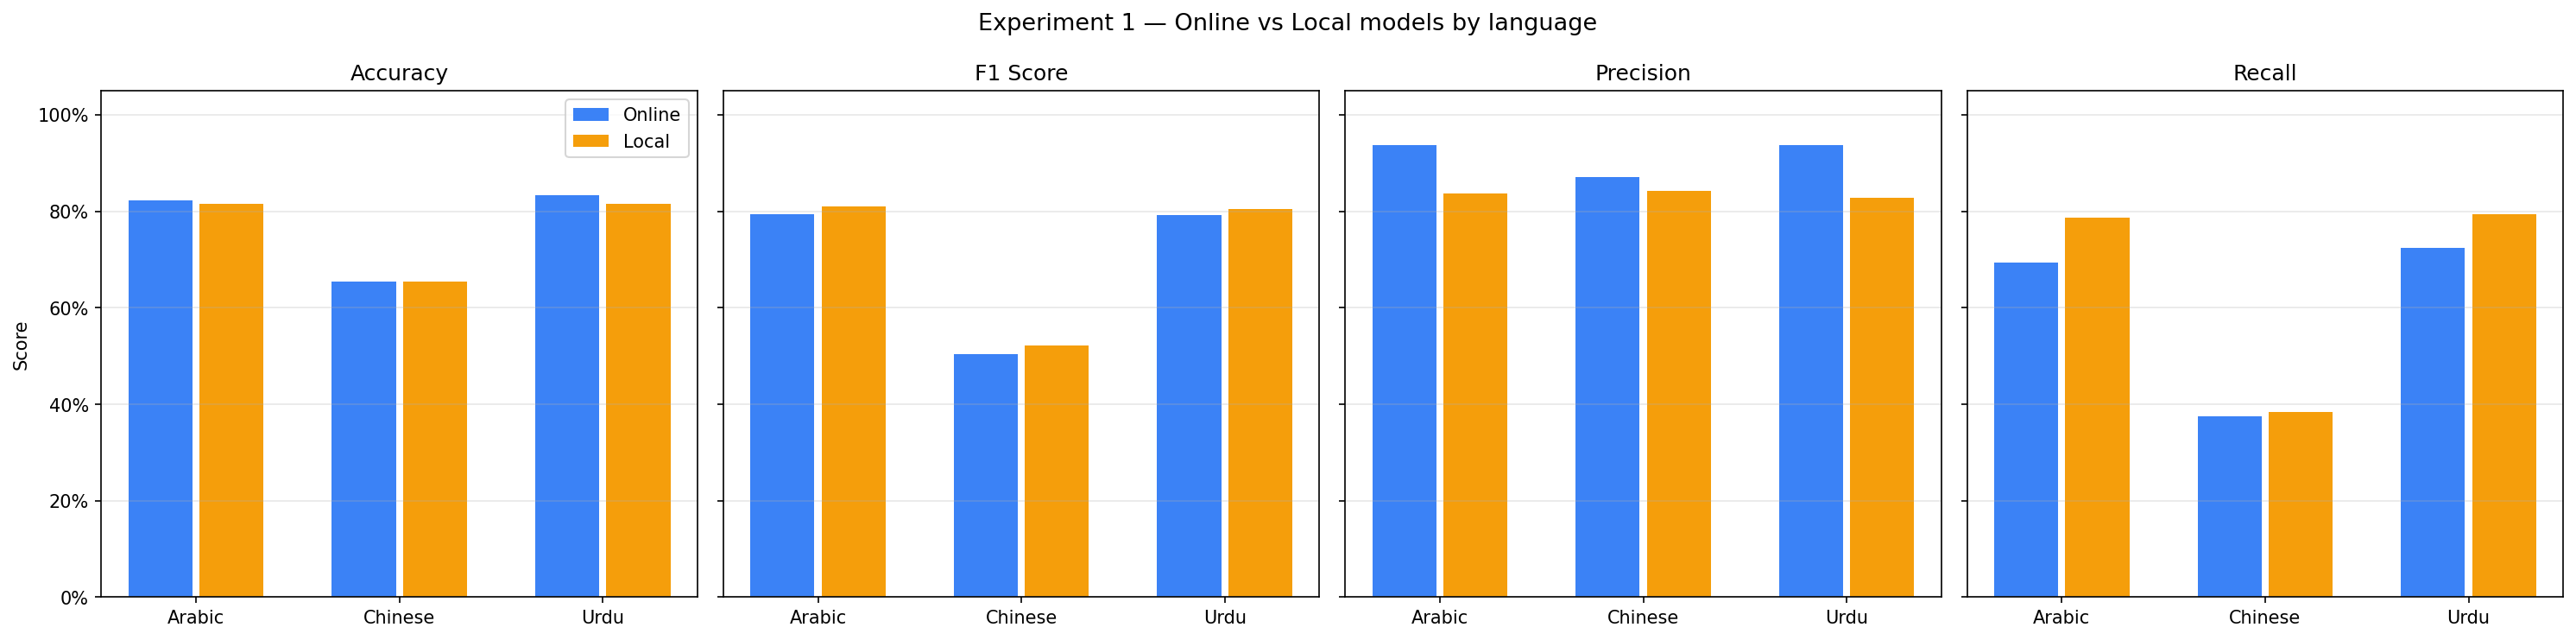 Experiment 1 — Online vs Local models by language
Accuracy
F1 Score
Precision
Recall
Score
100%
80%
60%
40%
20%
0%
Online
Local
Arabic
Chinese
Urdu
Arabic
Chinese
Urdu
Arabic
Chinese
Urdu
Arabic
Chinese
Urdu